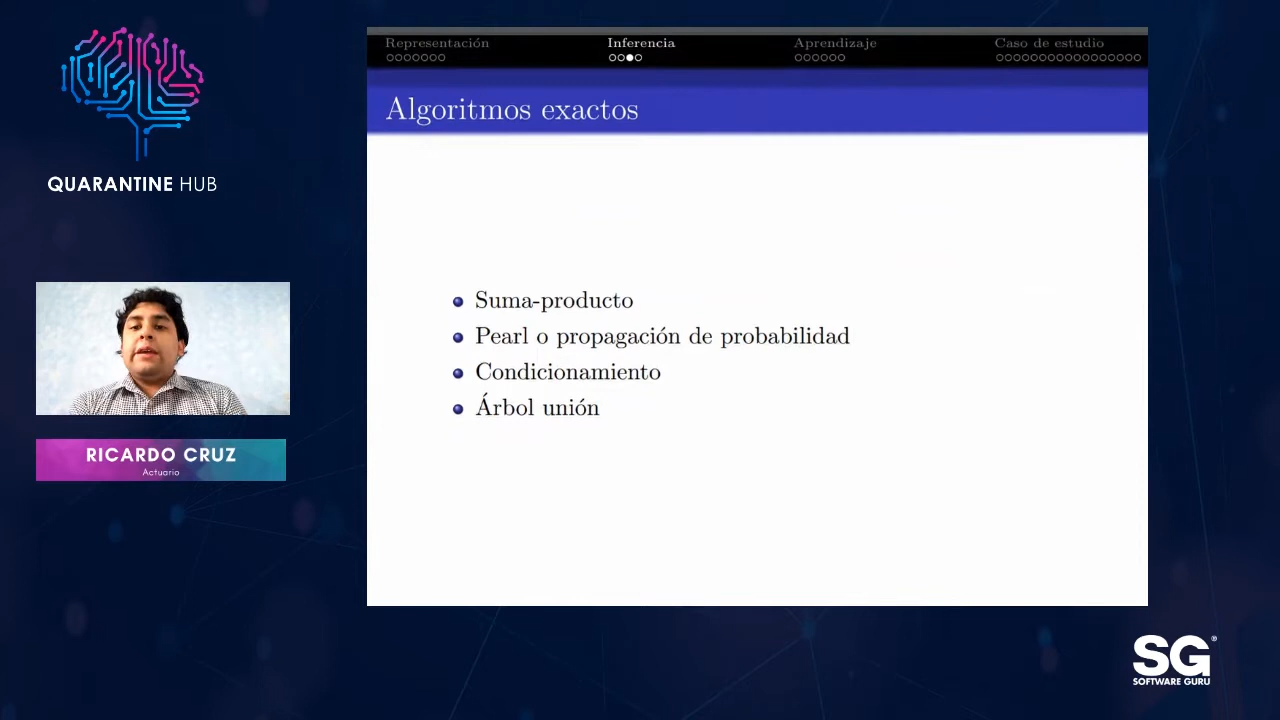 QUARANTINE HUB
RICARDO CRUZ
Actuario
Representación
Inferencia
Aprendizaje
Caso de estudio
Algoritmos exactos
Suma-producto
Pearl o propagación de probabilidad
Condicionamiento
Árbol unión
SG®
SOFTWARE GURU